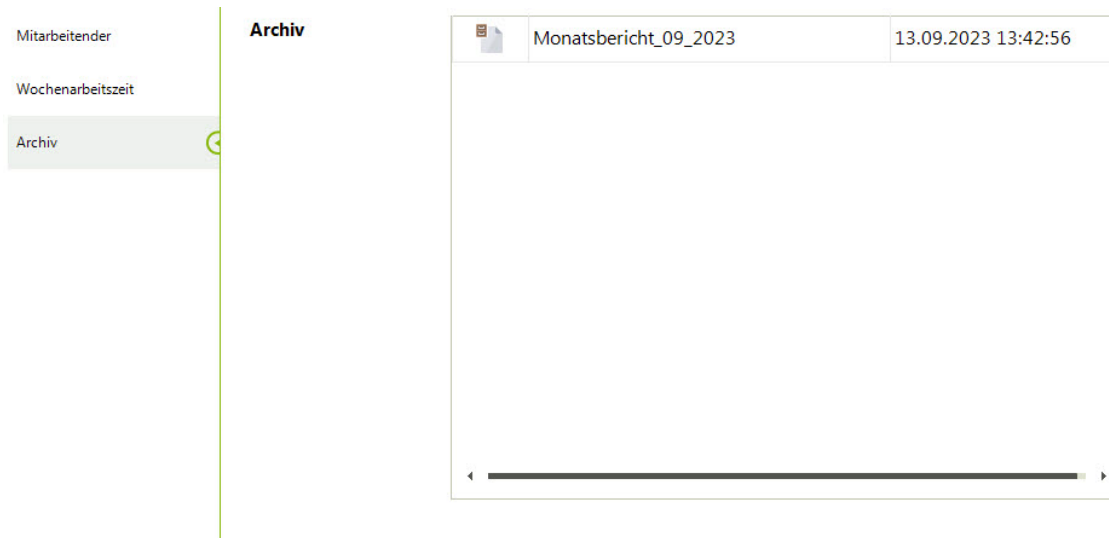 Mitarbeitender
Wochenarbeitszeit
Archiv
Archiv
Monatsbericht_09_2023 13.09.2023 13:42:56